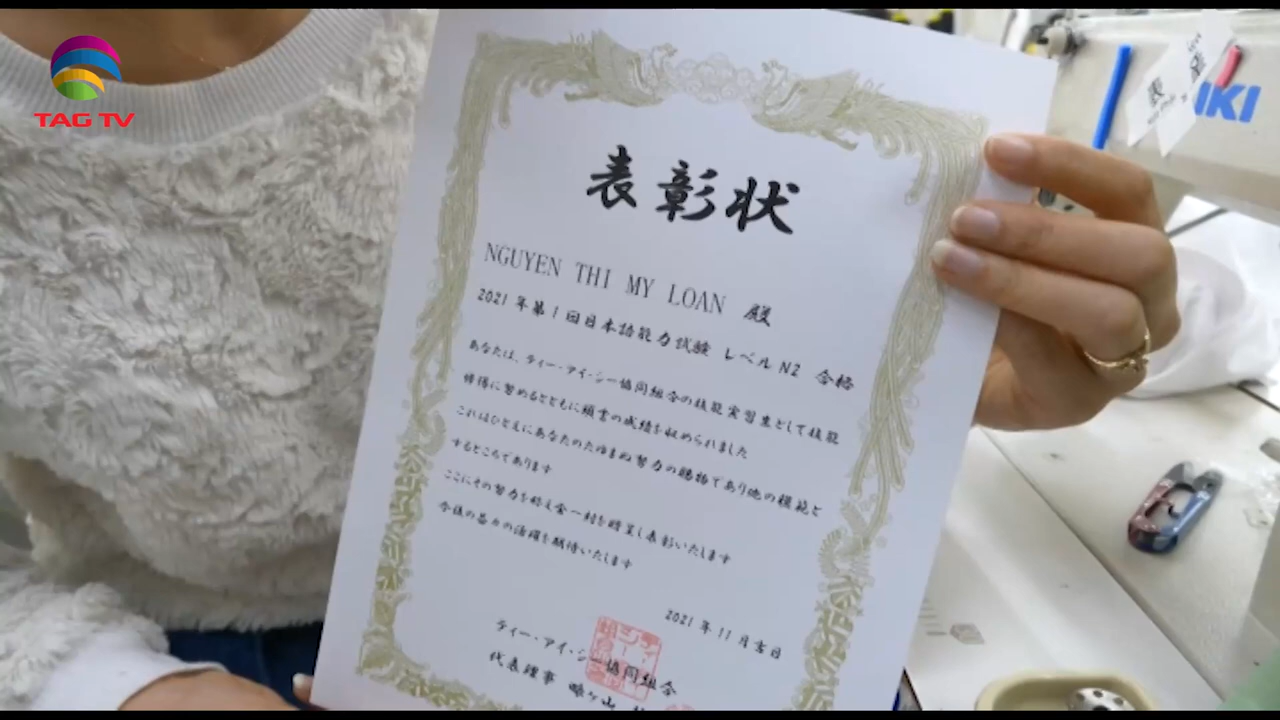 TAG TV
表彰状
NGUYEN THI MY LOAN 殿
2021年第1回日本語能力試験 レベルN2 合格
あなたは、ティー・アイ・シー協同組合の技能実習生として技能
修得に努めるとともに頭書の成績を収められました
これはひとえにあなたのたゆまぬ努力の賜物であり他の模範と
するところであります
ここにその努力を称え金一封を贈呈し表彰いたします
今後の益々の活躍を期待いたします
2021年11月吉日
ティー・アイ・シー協同組合
代表理事